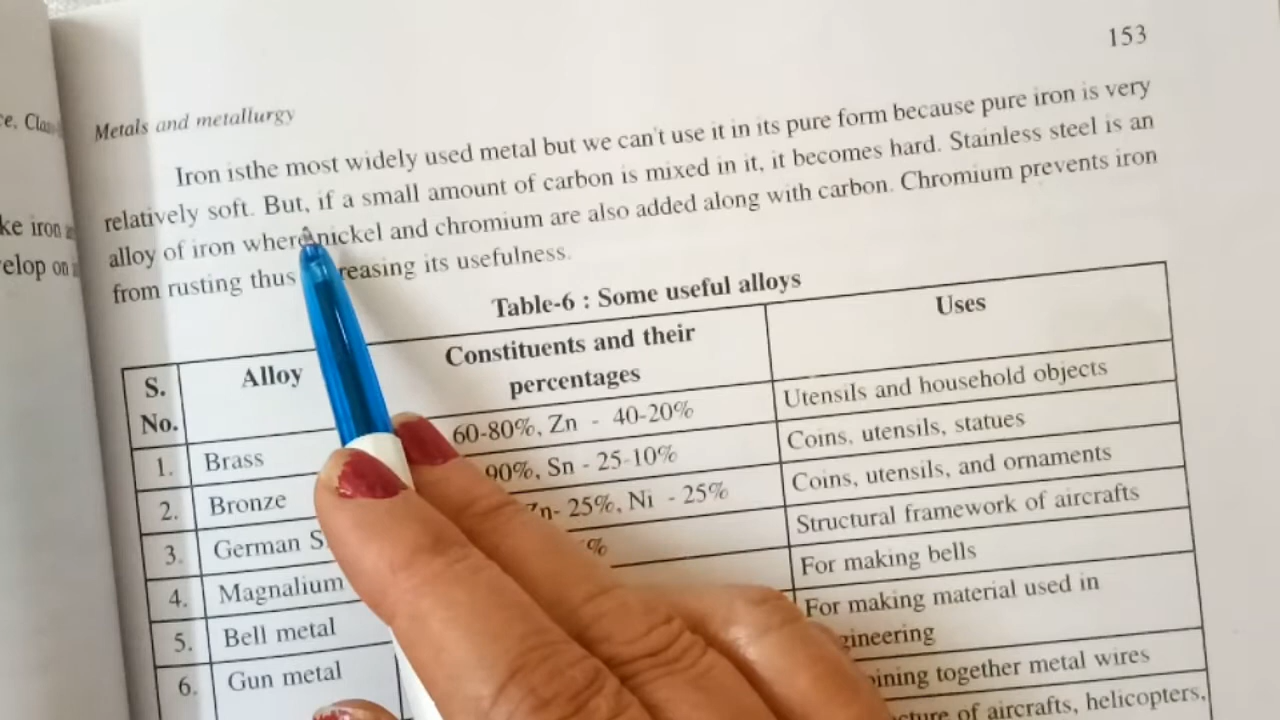 153
Metals and metallurgy
Iron isthe most widely used metal but we can't use it in its pure form because pure iron is very
relatively soft. But, if a small amount of carbon is mixed in it, it becomes hard. Stainless steel is an
alloy of iron where nickel and chromium are also added along with carbon. Chromium prevents iron
from rusting thus reasing its usefulness.
Table-6 : Some useful alloys
S. No. Alloy Constituents and their percentages Uses
1. Brass 60-80%, Zn - 40-20% Utensils and household objects
2. Bronze 90%, Sn - 25-10% Coins, utensils, statues
3. German S Zn- 25%, Ni - 25% Coins, utensils, and ornaments
4. Magnalium % Structural framework of aircrafts
5. Bell metal For making bells
6. Gun metal For making material used in
gineering
ining together metal wires
cture of aircrafts, helicopters,
ce, Clas
ke iron
elop on